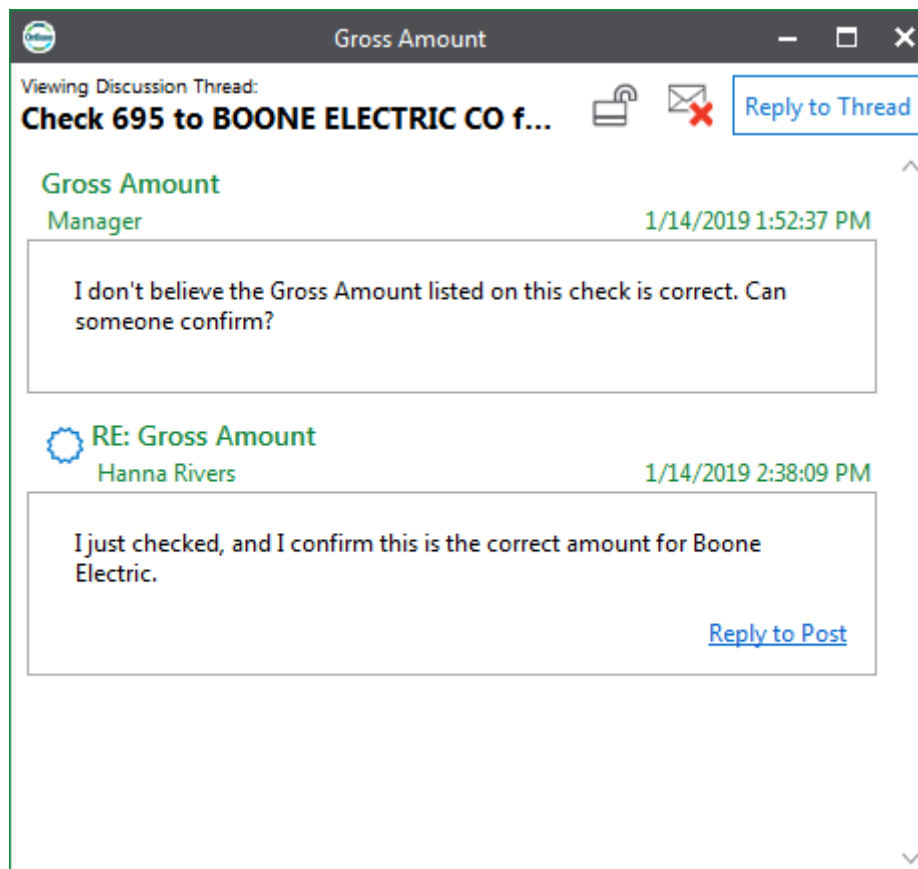 OnBase
Gross Amount
Viewing Discussion Thread:
Check 695 to BOONE ELECTRIC CO f...
Reply to Thread
Gross Amount
Manager
1/14/2019 1:52:37 PM
I don't believe the Gross Amount listed on this check is correct. Can
someone confirm?
RE: Gross Amount
Hanna Rivers
1/14/2019 2:38:09 PM
I just checked, and I confirm this is the correct amount for Boone
Electric.
Reply to Post